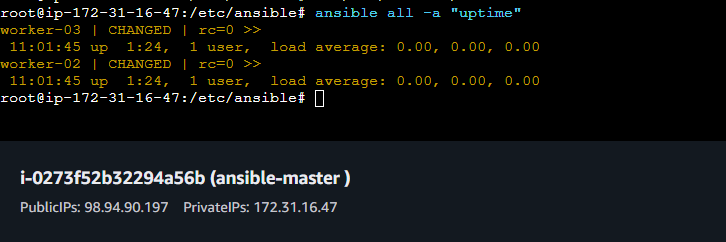 root@ip-172-31-16-47:/etc/ansible# ansible all -a "uptime"
worker-03 | CHANGED | rc=0 >>
 11:01:45 up  1:24,  1 user,  load average: 0.00, 0.00, 0.00
worker-02 | CHANGED | rc=0 >>
 11:01:45 up  1:24,  1 user,  load average: 0.00, 0.00, 0.00
root@ip-172-31-16-47:/etc/ansible#
i-0273f52b32294a56b (ansible-master )
PublicIPs: 98.94.90.197 PrivateIPs: 172.31.16.47